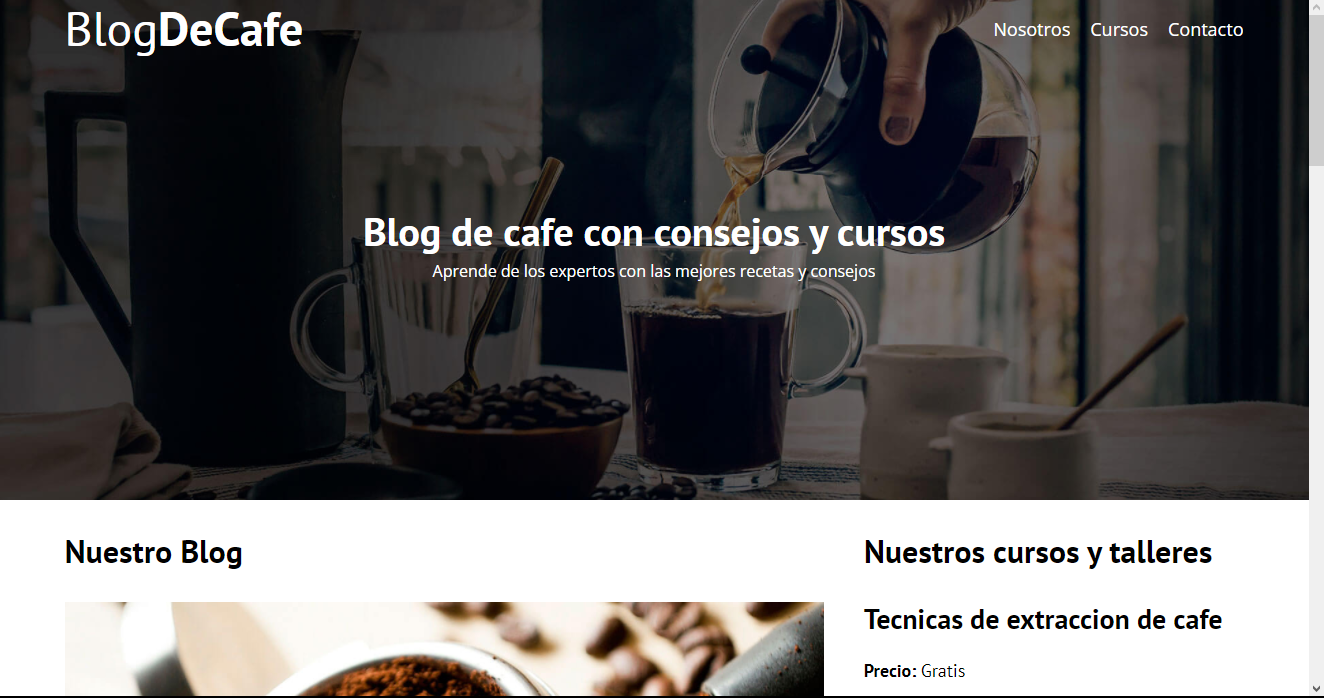 BlogDeCafe
Nosotros Cursos Contacto
Blog de cafe con consejos y cursos
Aprende de los expertos con las mejores recetas y consejos
Nuestro Blog
Nuestros cursos y talleres
Tecnicas de extraccion de cafe
Precio: Gratis